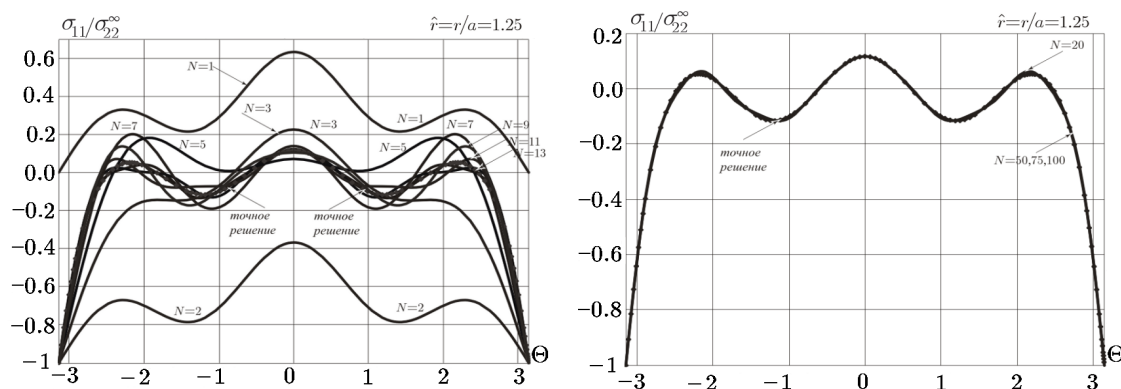 σ₁₁/σ₂₂^∞
r̂=r/a=1.25
0.6
0.4
0.2
0.0
−0.2
−0.4
−0.6
−0.8
−1
N=1
N=1
N=3
N=3
N=7
N=7
N=5
N=5
N=9
N=11
N=13
точное
решение
точное
решение
N=2
N=2
−3
−2
−1
0
1
2
3
Θ
σ₁₁/σ₂₂^∞
r̂=r/a=1.25
0.2
0.0
−0.2
−0.4
−0.6
−0.8
−1
N=20
точное
решение
N=50,75,100
−3
−2
−1
0
1
2
3
Θ